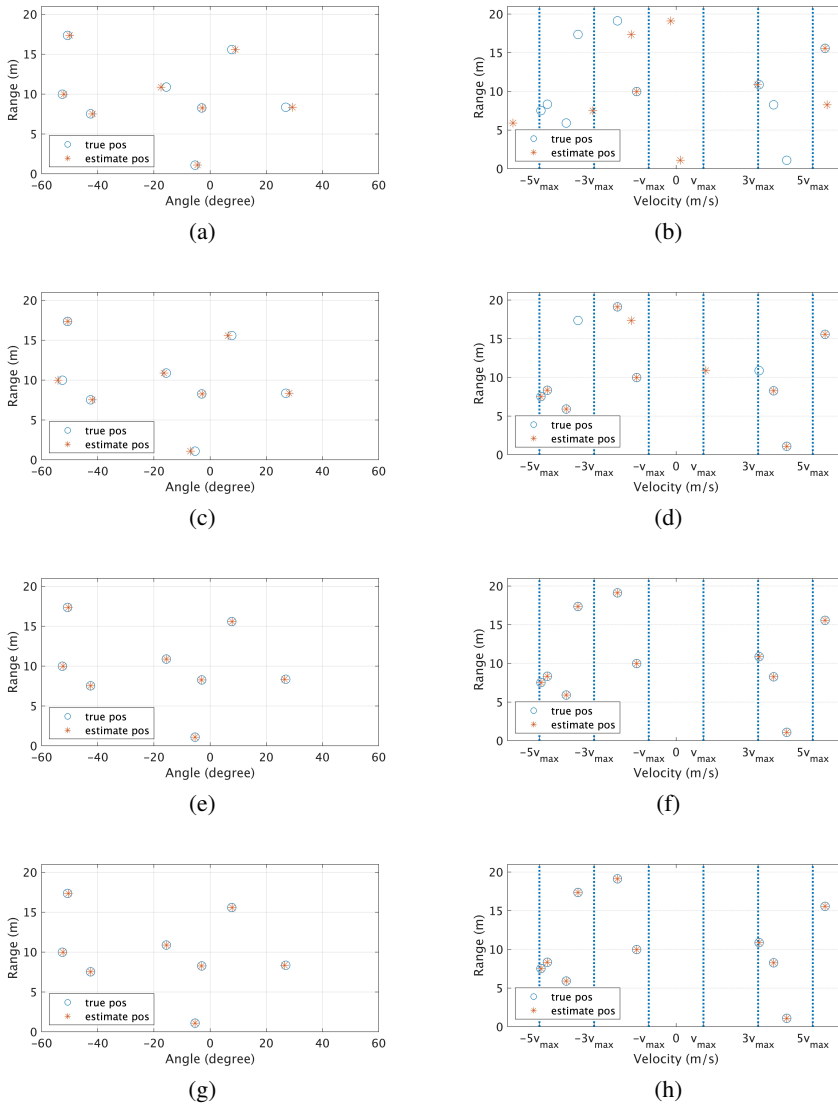 20
15
10
5
0
Range (m)
true pos
estimate pos
−60 −40 −20 0 20 40 60
Angle (degree)
(a)
20
15
10
5
0
Range (m)
true pos
estimate pos
−5vmax −3vmax −vmax 0 vmax 3vmax 5vmax
Velocity (m/s)
(b)
20
15
10
5
0
Range (m)
true pos
estimate pos
−60 −40 −20 0 20 40 60
Angle (degree)
(c)
20
15
10
5
0
Range (m)
true pos
estimate pos
−5vmax −3vmax −vmax 0 vmax 3vmax 5vmax
Velocity (m/s)
(d)
20
15
10
5
0
Range (m)
true pos
estimate pos
−60 −40 −20 0 20 40 60
Angle (degree)
(e)
20
15
10
5
0
Range (m)
true pos
estimate pos
−5vmax −3vmax −vmax 0 vmax 3vmax 5vmax
Velocity (m/s)
(f)
20
15
10
5
0
Range (m)
true pos
estimate pos
−60 −40 −20 0 20 40 60
Angle (degree)
(g)
20
15
10
5
0
Range (m)
true pos
estimate pos
−5vmax −3vmax −vmax 0 vmax 3vmax 5vmax
Velocity (m/s)
(h)